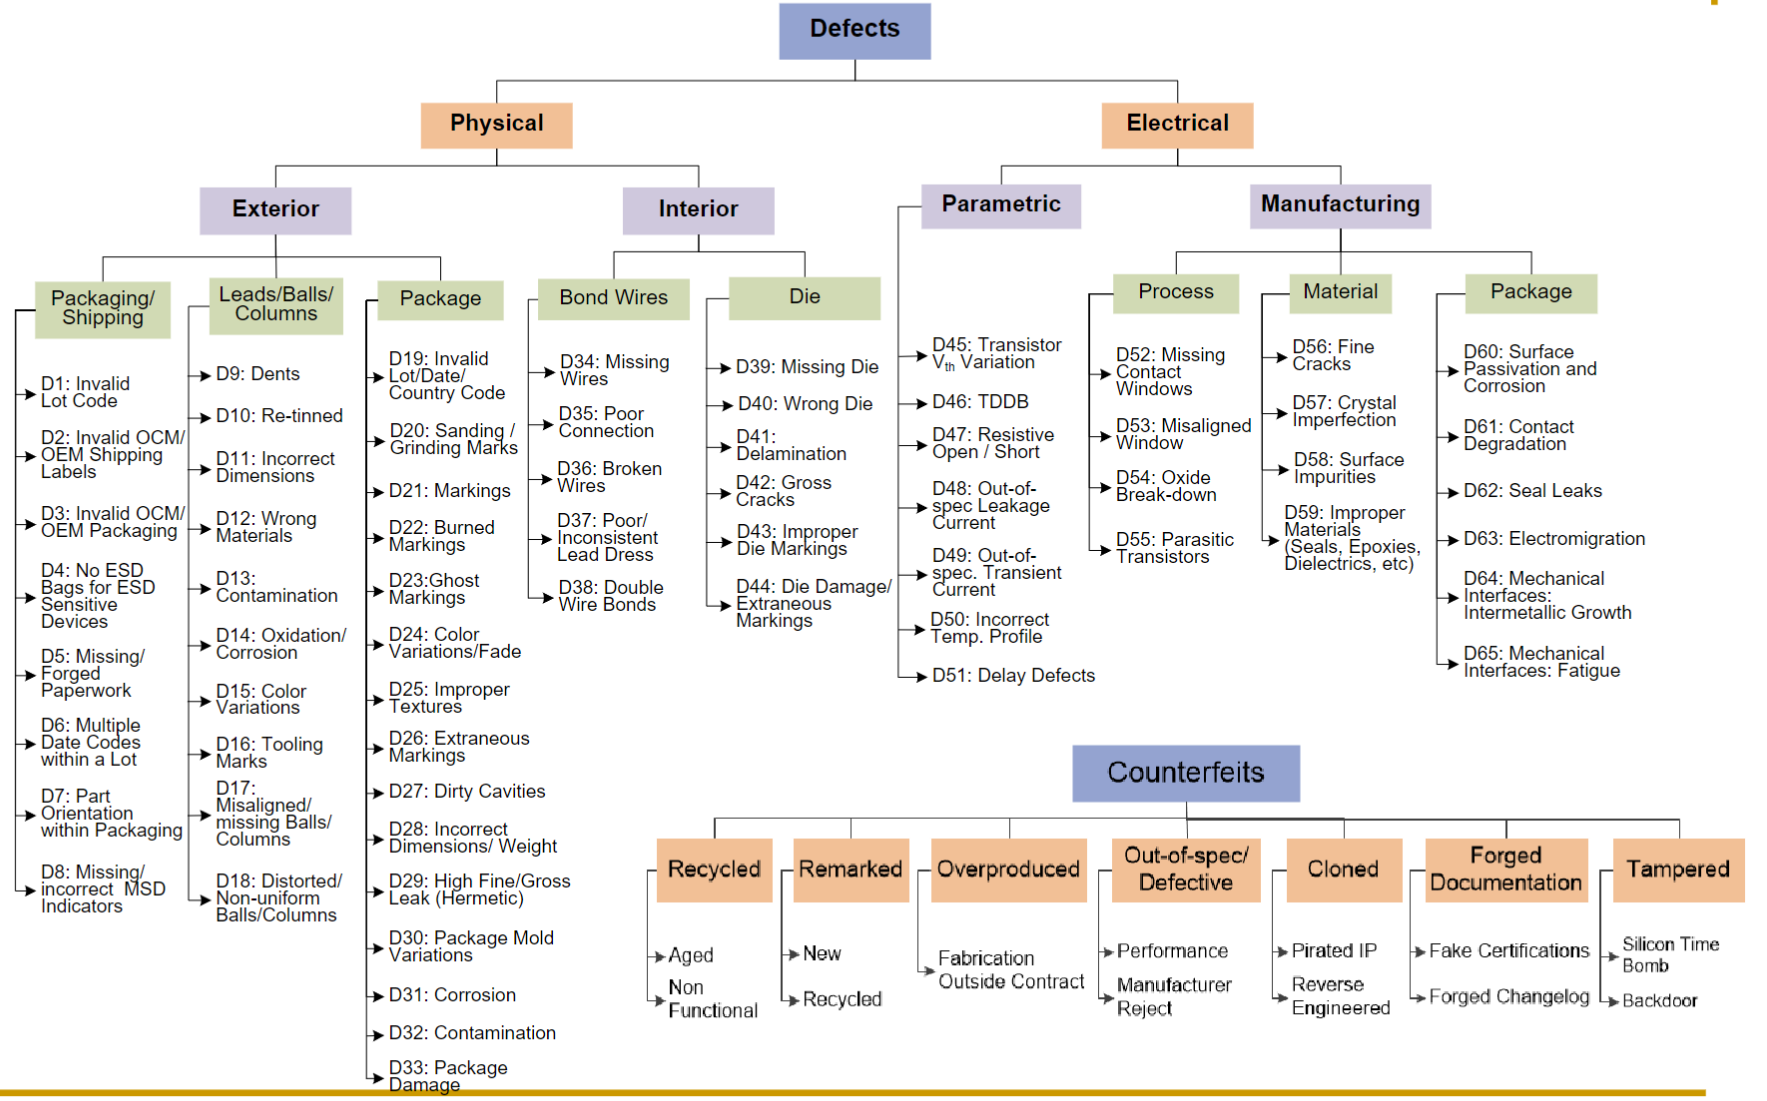 Defects
Physical
Electrical
Exterior
Interior
Parametric
Manufacturing
Packaging/
Shipping
Leads/Balls/
Columns
Package
Bond Wires
Die
Process
Material
Package
D1: Invalid
Lot Code
D2: Invalid OCM/
OEM Shipping
Labels
D3: Invalid OCM/
OEM Packaging
D4: No ESD
Bags for ESD
Sensitive
Devices
D5: Missing/
Forged
Paperwork
D6: Multiple
Date Codes
within a Lot
D7: Part
Orientation
within Packaging
D8: Missing/
incorrect MSD
Indicators
D9: Dents
D10: Re-tinned
D11: Incorrect
Dimensions
D12: Wrong
Materials
D13:
Contamination
D14: Oxidation/
Corrosion
D15: Color
Variations
D16: Tooling
Marks
D17:
Misaligned/
missing Balls/
Columns
D18: Distorted/
Non-uniform
Balls/Columns
D19: Invalid
Lot/Date/
Country Code
D20: Sanding /
Grinding Marks
D21: Markings
D22: Burned
Markings
D23:Ghost
Markings
D24: Color
Variations/Fade
D25: Improper
Textures
D26: Extraneous
Markings
D27: Dirty Cavities
D28: Incorrect
Dimensions/ Weight
D29: High Fine/Gross
Leak (Hermetic)
D30: Package Mold
Variations
D31: Corrosion
D32: Contamination
D33: Package
Damage
D34: Missing
Wires
D35: Poor
Connection
D36: Broken
Wires
D37: Poor/
Inconsistent
Lead Dress
D38: Double
Wire Bonds
D39: Missing Die
D40: Wrong Die
D41:
Delamination
D42: Gross
Cracks
D43: Improper
Die Markings
D44: Die Damage/
Extraneous
Markings
D45: Transistor
Vth Variation
D46: TDDB
D47: Resistive
Open / Short
D48: Out-of-
spec Leakage
Current
D49: Out-of-
spec. Transient
Current
D50: Incorrect
Temp. Profile
D51: Delay Defects
D52: Missing
Contact
Windows
D53: Misaligned
Window
D54: Oxide
Break-down
D55: Parasitic
Transistors
D56: Fine
Cracks
D57: Crystal
Imperfection
D58: Surface
Impurities
D59: Improper
Materials
(Seals, Epoxies,
Dielectrics, etc)
D60: Surface
Passivation and
Corrosion
D61: Contact
Degradation
D62: Seal Leaks
D63: Electromigration
D64: Mechanical
Interfaces:
Intermetallic Growth
D65: Mechanical
Interfaces: Fatigue
Counterfeits
Recycled
Remarked
Overproduced
Out-of-spec/
Defective
Cloned
Forged
Documentation
Tampered
Aged
Non
Functional
New
Recycled
Fabrication
Outside Contract
Performance
Manufacturer
Reject
Pirated IP
Reverse
Engineered
Fake Certifications
Forged Changelog
Silicon Time
Bomb
Backdoor